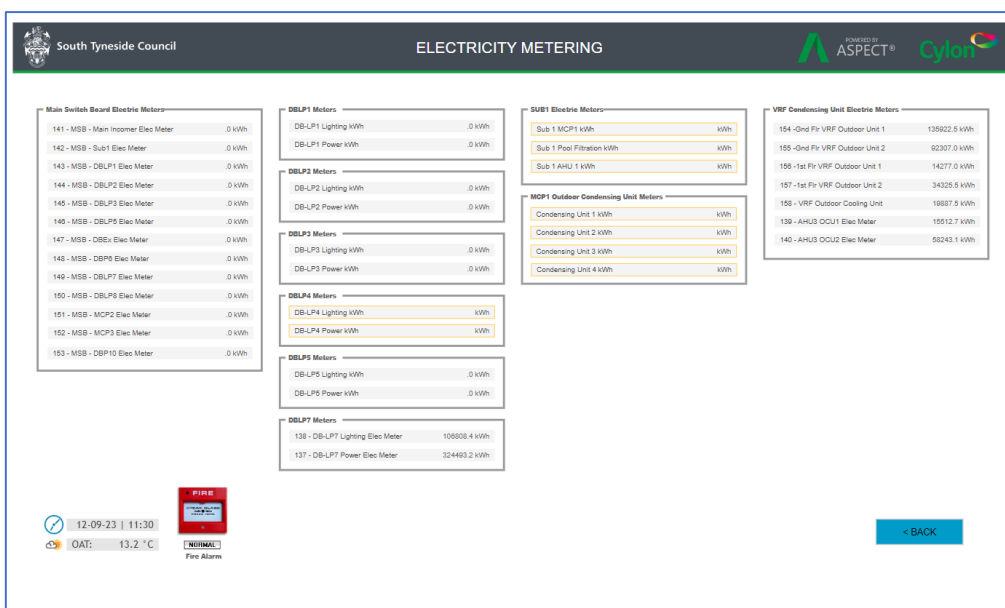 South Tyneside Council
ELECTRICITY METERING
POWERED BY
ASPECT®
Cylon
Main Switch Board Electric Meters
141 - MSB - Main Incomer Elec Meter .0 kWh
142 - MSB - Sub1 Elec Meter .0 kWh
143 - MSB - DBLP1 Elec Meter .0 kWh
144 - MSB - DBLP2 Elec Meter .0 kWh
145 - MSB - DBLP3 Elec Meter .0 kWh
146 - MSB - DBLP5 Elec Meter .0 kWh
147 - MSB - DBEx Elec Meter .0 kWh
148 - MSB - DBP6 Elec Meter .0 kWh
149 - MSB - DBLP7 Elec Meter .0 kWh
150 - MSB - DBLP8 Elec Meter .0 kWh
151 - MSB - MCP2 Elec Meter .0 kWh
152 - MSB - MCP3 Elec Meter .0 kWh
153 - MSB - DBP10 Elec Meter .0 kWh
DBLP1 Meters
DB-LP1 Lighting kWh .0 kWh
DB-LP1 Power kWh .0 kWh
DBLP2 Meters
DB-LP2 Lighting kWh .0 kWh
DB-LP2 Power kWh .0 kWh
DBLP3 Meters
DB-LP3 Lighting kWh .0 kWh
DB-LP3 Power kWh .0 kWh
DBLP4 Meters
DB-LP4 Lighting kWh kWh
DB-LP4 Power kWh kWh
DBLP5 Meters
DB-LP5 Lighting kWh .0 kWh
DB-LP5 Power kWh .0 kWh
DBLP7 Meters
138 - DB-LP7 Lighting Elec Meter 106808.4 kWh
137 - DB-LP7 Power Elec Meter 324493.2 kWh
SUB1 Electric Meters
Sub 1 MCP1 kWh kWh
Sub 1 Pool Filtration kWh kWh
Sub 1 AHU 1 kWh kWh
MCP1 Outdoor Condensing Unit Meters
Condensing Unit 1 kWh kWh
Condensing Unit 2 kWh kWh
Condensing Unit 3 kWh kWh
Condensing Unit 4 kWh kWh
VRF Condensing Unit Electric Meters
154 -Gnd Flr VRF Outdoor Unit 1 135922.5 kWh
155 -Gnd Flr VRF Outdoor Unit 2 92307.0 kWh
156 -1st Flr VRF Outdoor Unit 1 14277.0 kWh
157 -1st Flr VRF Outdoor Unit 2 34325.5 kWh
158 - VRF Outdoor Cooling Unit 19887.5 kWh
139 - AHU3 OCU1 Elec Meter 15512.7 kWh
140 - AHU3 OCU2 Elec Meter 58243.1 kWh
12-09-23 | 11:30
OAT: 13.2 °C
FIRE
NORMAL
Fire Alarm
< BACK